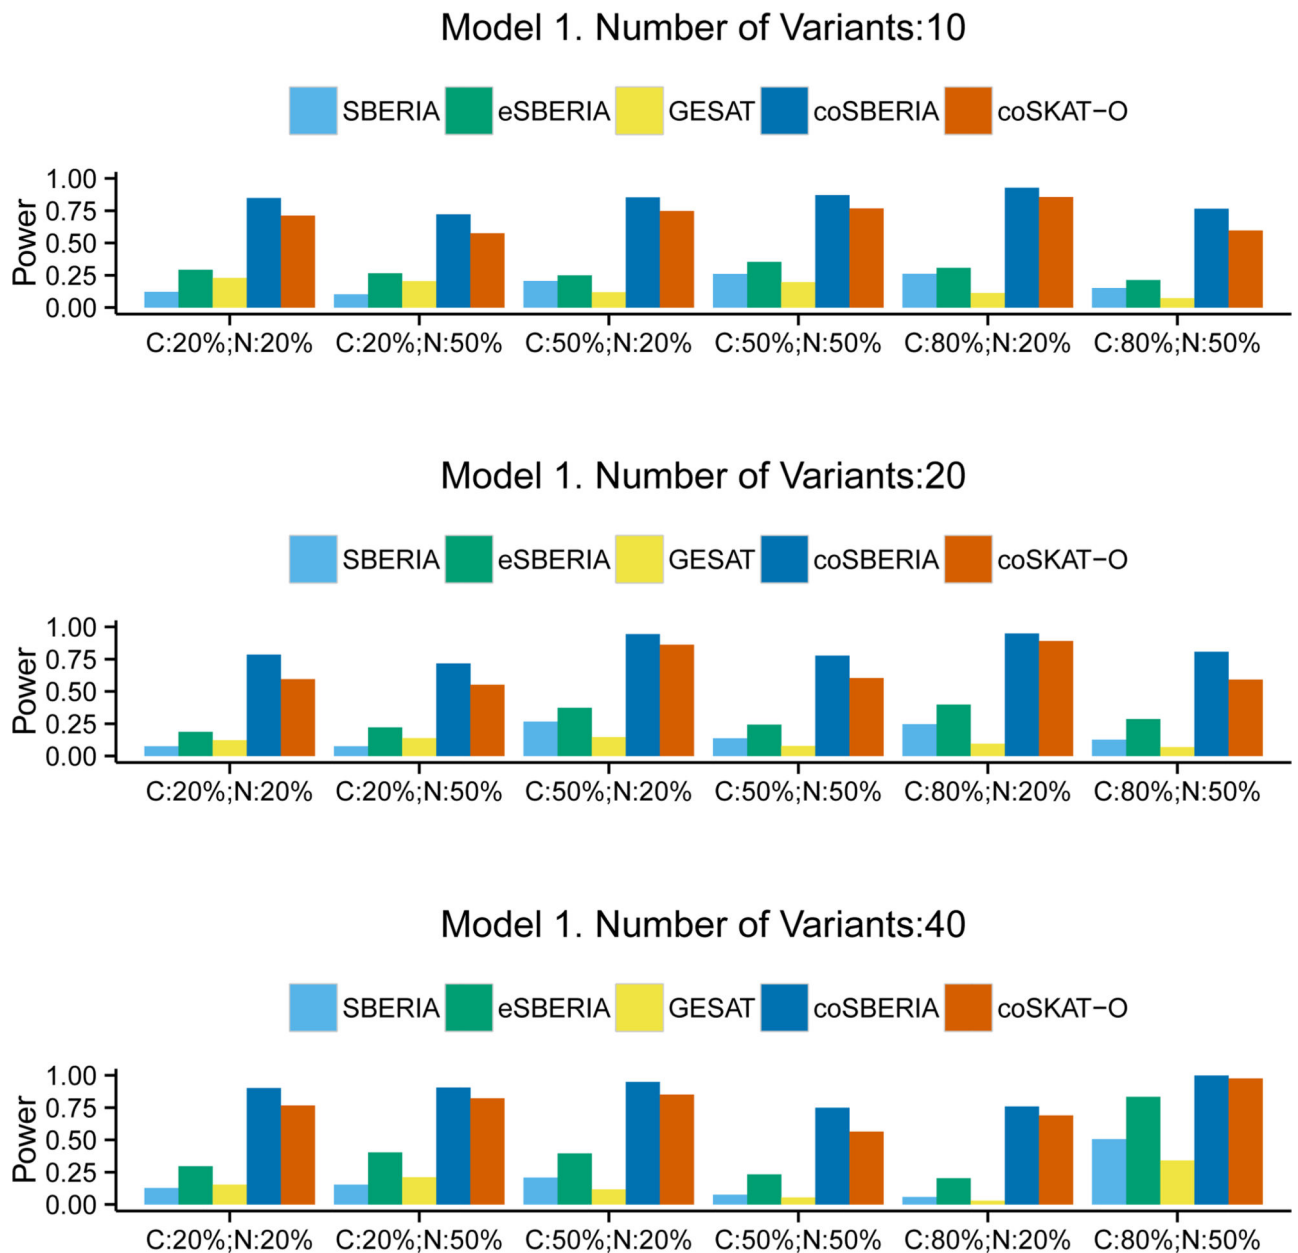 Model 1. Number of Variants:10
SBERIA eSBERIA GESAT coSBERIA coSKAT−O
Power
1.00
0.75
0.50
0.25
0.00
C:20%;N:20% C:20%;N:50% C:50%;N:20% C:50%;N:50% C:80%;N:20% C:80%;N:50%
Model 1. Number of Variants:20
SBERIA eSBERIA GESAT coSBERIA coSKAT−O
Power
1.00
0.75
0.50
0.25
0.00
C:20%;N:20% C:20%;N:50% C:50%;N:20% C:50%;N:50% C:80%;N:20% C:80%;N:50%
Model 1. Number of Variants:40
SBERIA eSBERIA GESAT coSBERIA coSKAT−O
Power
1.00
0.75
0.50
0.25
0.00
C:20%;N:20% C:20%;N:50% C:50%;N:20% C:50%;N:50% C:80%;N:20% C:80%;N:50%